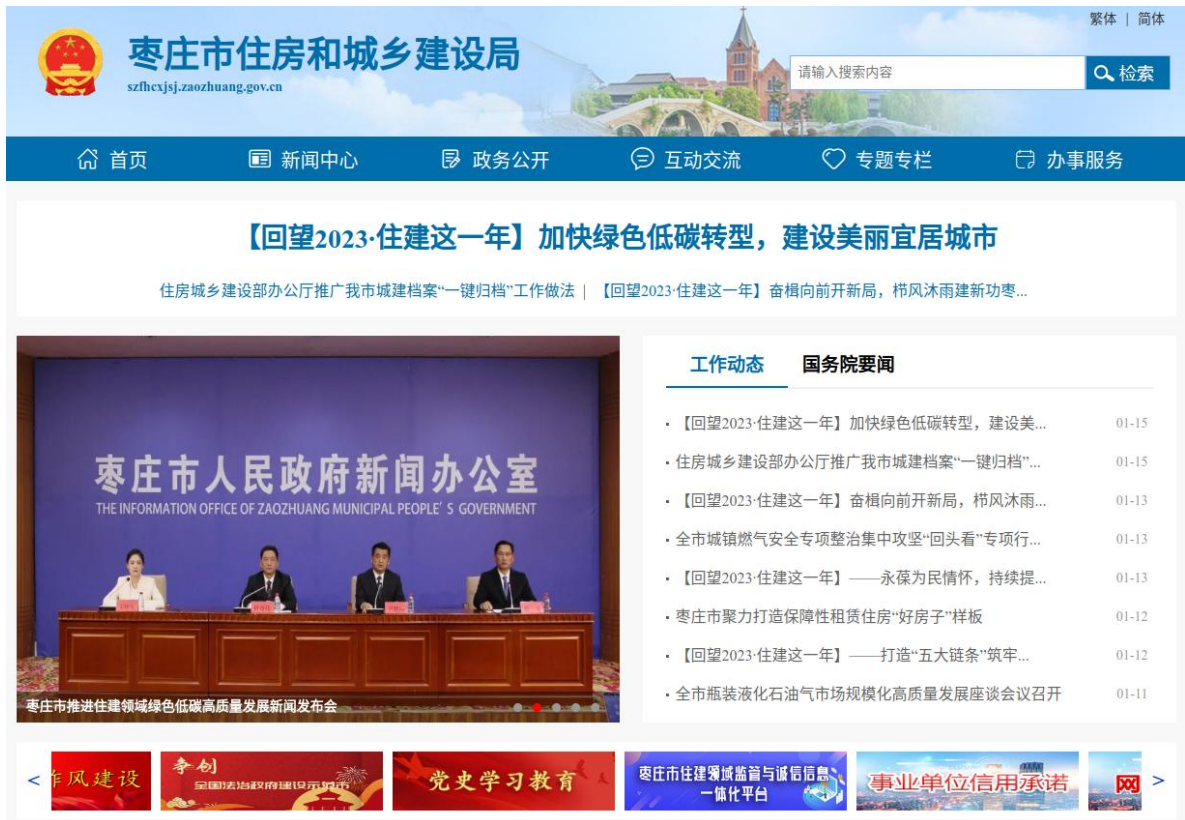 繁体 | 简体
枣庄市住房和城乡建设局
szfhcxjsj.zaozhuang.gov.cn
请输入搜索内容
检索
首页
新闻中心
政务公开
互动交流
专题专栏
办事服务
【回望2023·住建这一年】加快绿色低碳转型，建设美丽宜居城市
住房城乡建设部办公厅推广我市城建档案“一键归档”工作做法 | 【回望2023·住建这一年】奋楫向前开新局，栉风沐雨建新功枣...
枣庄市人民政府新闻办公室
THE INFORMATION OFFICE OF ZAOZHUANG MUNICIPAL PEOPLE'S GOVERNMENT
枣庄市推进住建领域绿色低碳高质量发展新闻发布会
工作动态 国务院要闻
·【回望2023·住建这一年】加快绿色低碳转型，建设美... 01-15
·住房城乡建设部办公厅推广我市城建档案“一键归档”... 01-15
·【回望2023·住建这一年】奋楫向前开新局，栉风沐雨... 01-13
·全市城镇燃气安全专项整治集中攻坚“回头看”专项行... 01-13
·【回望2023·住建这一年】——永葆为民情怀，持续提... 01-13
·枣庄市聚力打造保障性租赁住房“好房子”样板 01-12
·【回望2023·住建这一年】——打造“五大链条”筑牢... 01-12
·全市瓶装液化石油气市场规模化高质量发展座谈会议召开 01-11
<
作风建设
争创
全国法治政府建设示范市
党史学习教育
枣庄市住建领域监管与诚信信息
一体化平台
事业单位信用承诺
网
>